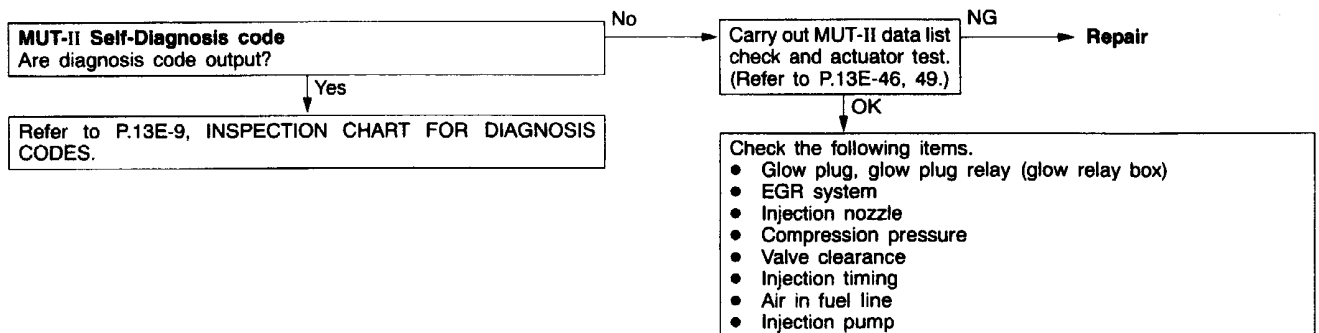 MUT-II Self-Diagnosis code
Are diagnosis code output?
No
Yes
Refer to P.13E-9, INSPECTION CHART FOR DIAGNOSIS
CODES.
Carry out MUT-II data list
check and actuator test.
(Refer to P.13E-46, 49.)
NG
Repair
OK
Check the following items.
● Glow plug, glow plug relay (glow relay box)
● EGR system
● Injection nozzle
● Compression pressure
● Valve clearance
● Injection timing
● Air in fuel line
● Injection pump